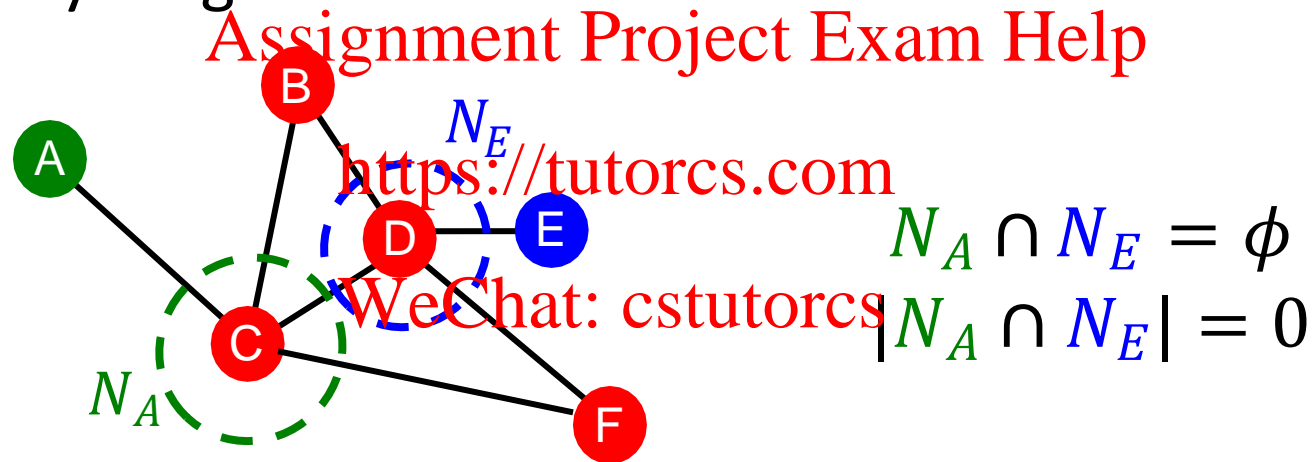 Assignment Project Exam Help
B
N_E
A
https://tutorcs.com
D
E
N_A ∩ N_E = ϕ
WeChat: cstutorcs
|N_A ∩ N_E| = 0
C
N_A
F